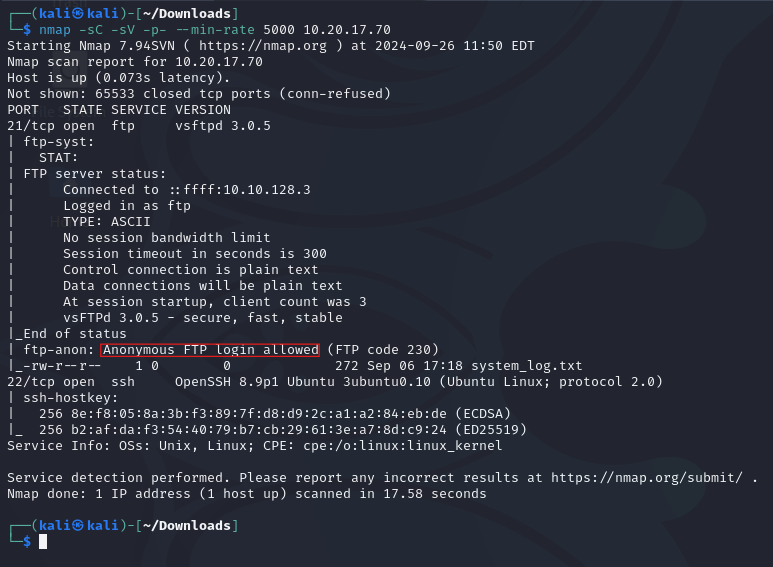 ┌──(kali㉿kali)-[~/Downloads]
└─$ nmap -sC -sV -p- --min-rate 5000 10.20.17.70
Starting Nmap 7.94SVN ( https://nmap.org ) at 2024-09-26 11:50 EDT
Nmap scan report for 10.20.17.70
Host is up (0.073s latency).
Not shown: 65533 closed tcp ports (conn-refused)
PORT   STATE SERVICE VERSION
21/tcp open  ftp     vsftpd 3.0.5
| ftp-syst:
|   STAT:
| FTP server status:
|      Connected to ::ffff:10.10.128.3
|      Logged in as ftp
|      TYPE: ASCII
|      No session bandwidth limit
|      Session timeout in seconds is 300
|      Control connection is plain text
|      Data connections will be plain text
|      At session startup, client count was 3
|      vsFTPd 3.0.5 - secure, fast, stable
|_End of status
| ftp-anon: Anonymous FTP login allowed (FTP code 230)
|_-rw-r--r--    1 0        0             272 Sep 06 17:18 system_log.txt
22/tcp open  ssh     OpenSSH 8.9p1 Ubuntu 3ubuntu0.10 (Ubuntu Linux; protocol 2.0)
| ssh-hostkey:
|   256 8e:f8:05:8a:3b:f3:89:7f:d8:d9:2c:a1:a2:84:eb:de (ECDSA)
|_  256 b2:af:da:f3:54:40:79:b7:cb:29:61:3e:a7:8d:c9:24 (ED25519)
Service Info: OSs: Unix, Linux; CPE: cpe:/o:linux:linux_kernel

Service detection performed. Please report any incorrect results at https://nmap.org/submit/ .
Nmap done: 1 IP address (1 host up) scanned in 17.58 seconds

┌──(kali㉿kali)-[~/Downloads]
└─$